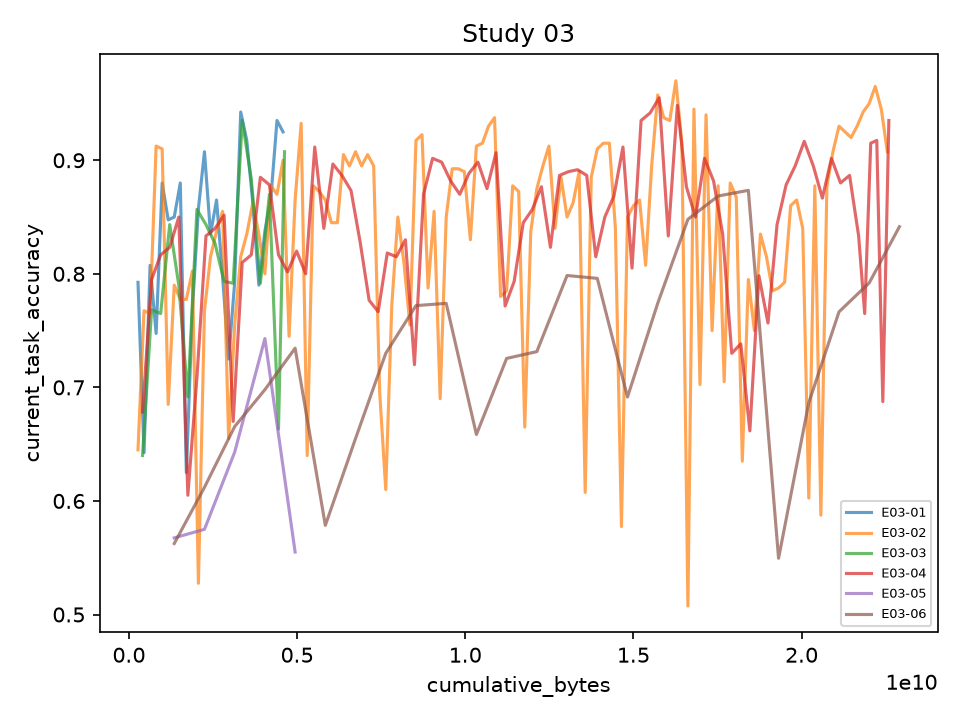 Study 03
current_task_accuracy
0.9
0.8
0.7
0.6
0.5
E03-01
E03-02
E03-03
E03-04
E03-05
E03-06
0.0 0.5 1.0 1.5 2.0
1e10
cumulative_bytes